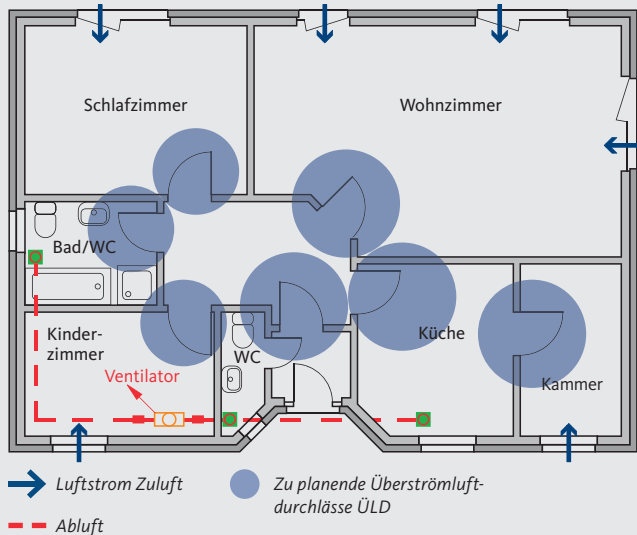 Schlafzimmer
Wohnzimmer
Bad/WC
Kinder-
zimmer
Ventilator
WC
Küche
Kammer
Luftstrom Zuluft
Zu planende Überströmluft-
durchlässe ÜLD
Abluft